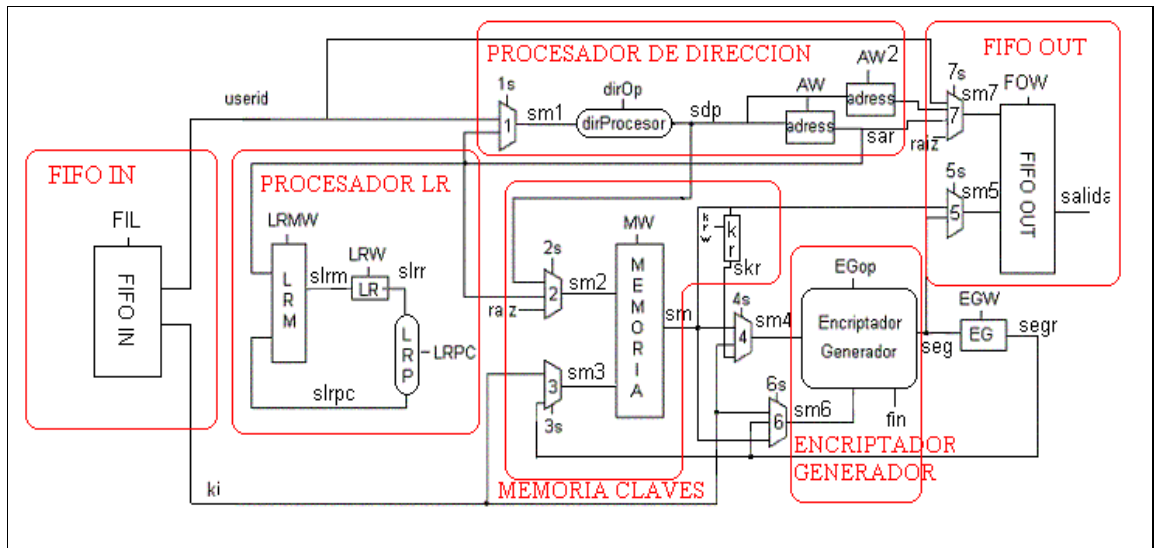 PROCESADOR DE DIRECCION
FIFO OUT
AW2
7s
FOW
1s
dirOp
AW
sm7
userid
sm1
1
dirProcesor
sdp
adress
adress
7
sar
raiz
FIFO OUT
FIFO IN
PROCESADOR LR
5s
sm5
salida
5
FIL
LRMW
MW
krw
kr
skr
EGop
FIFO IN
LRM
slrm
LRW
slrr
LR
2s
2
sm2
raiz
MEMORIA
sm
4s
sm4
4
Encriptador
Generador
EGW
EG
segr
seg
LRP
LRPC
slrpc
sm3
3
3s
6s
sm6
6
fin
ENCRIPTADOR
GENERADOR
ki
MEMORIA CLAVES